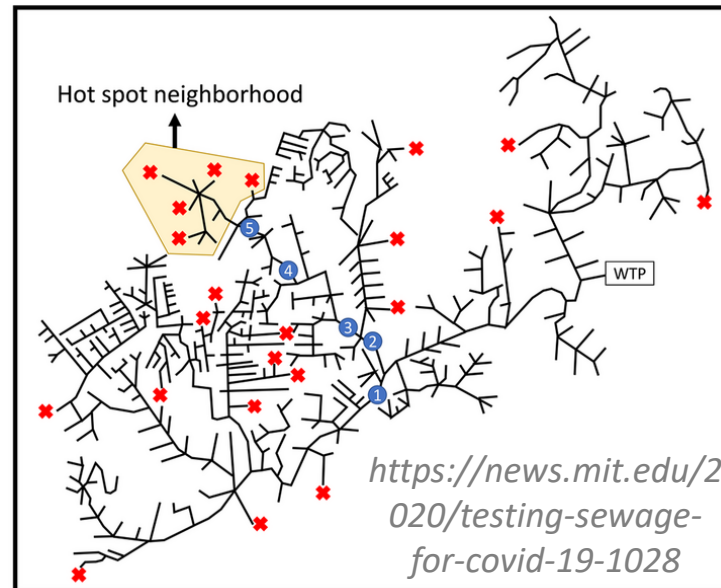 Hot spot neighborhood
5
4
WTP
3
2
1
https://news.mit.edu/2
020/testing-sewage-
for-covid-19-1028